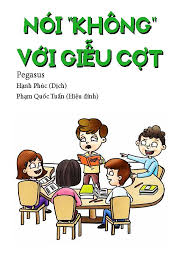 NÓI "KHÔNG"
VỚI GIỄU CỢT
Pegasus
Hạnh Phúc (Dịch)
Phạm Quốc Tuấn (Hiệu đính)